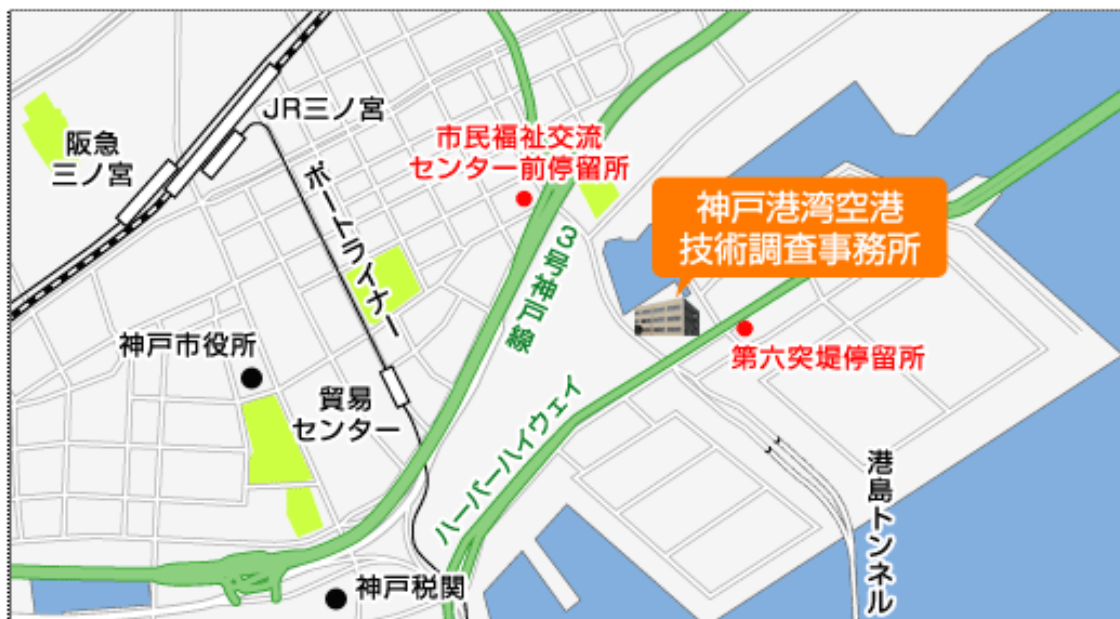 JR三ノ宮
阪急
三ノ宮
市民福祉交流
センター前停留所
ポートライナー
神戸港湾空港
技術調査事務所
3号神戸線
神戸市役所
第六突堤停留所
貿易
センター
ハーバーハイウェイ
港島トンネル
神戸税関